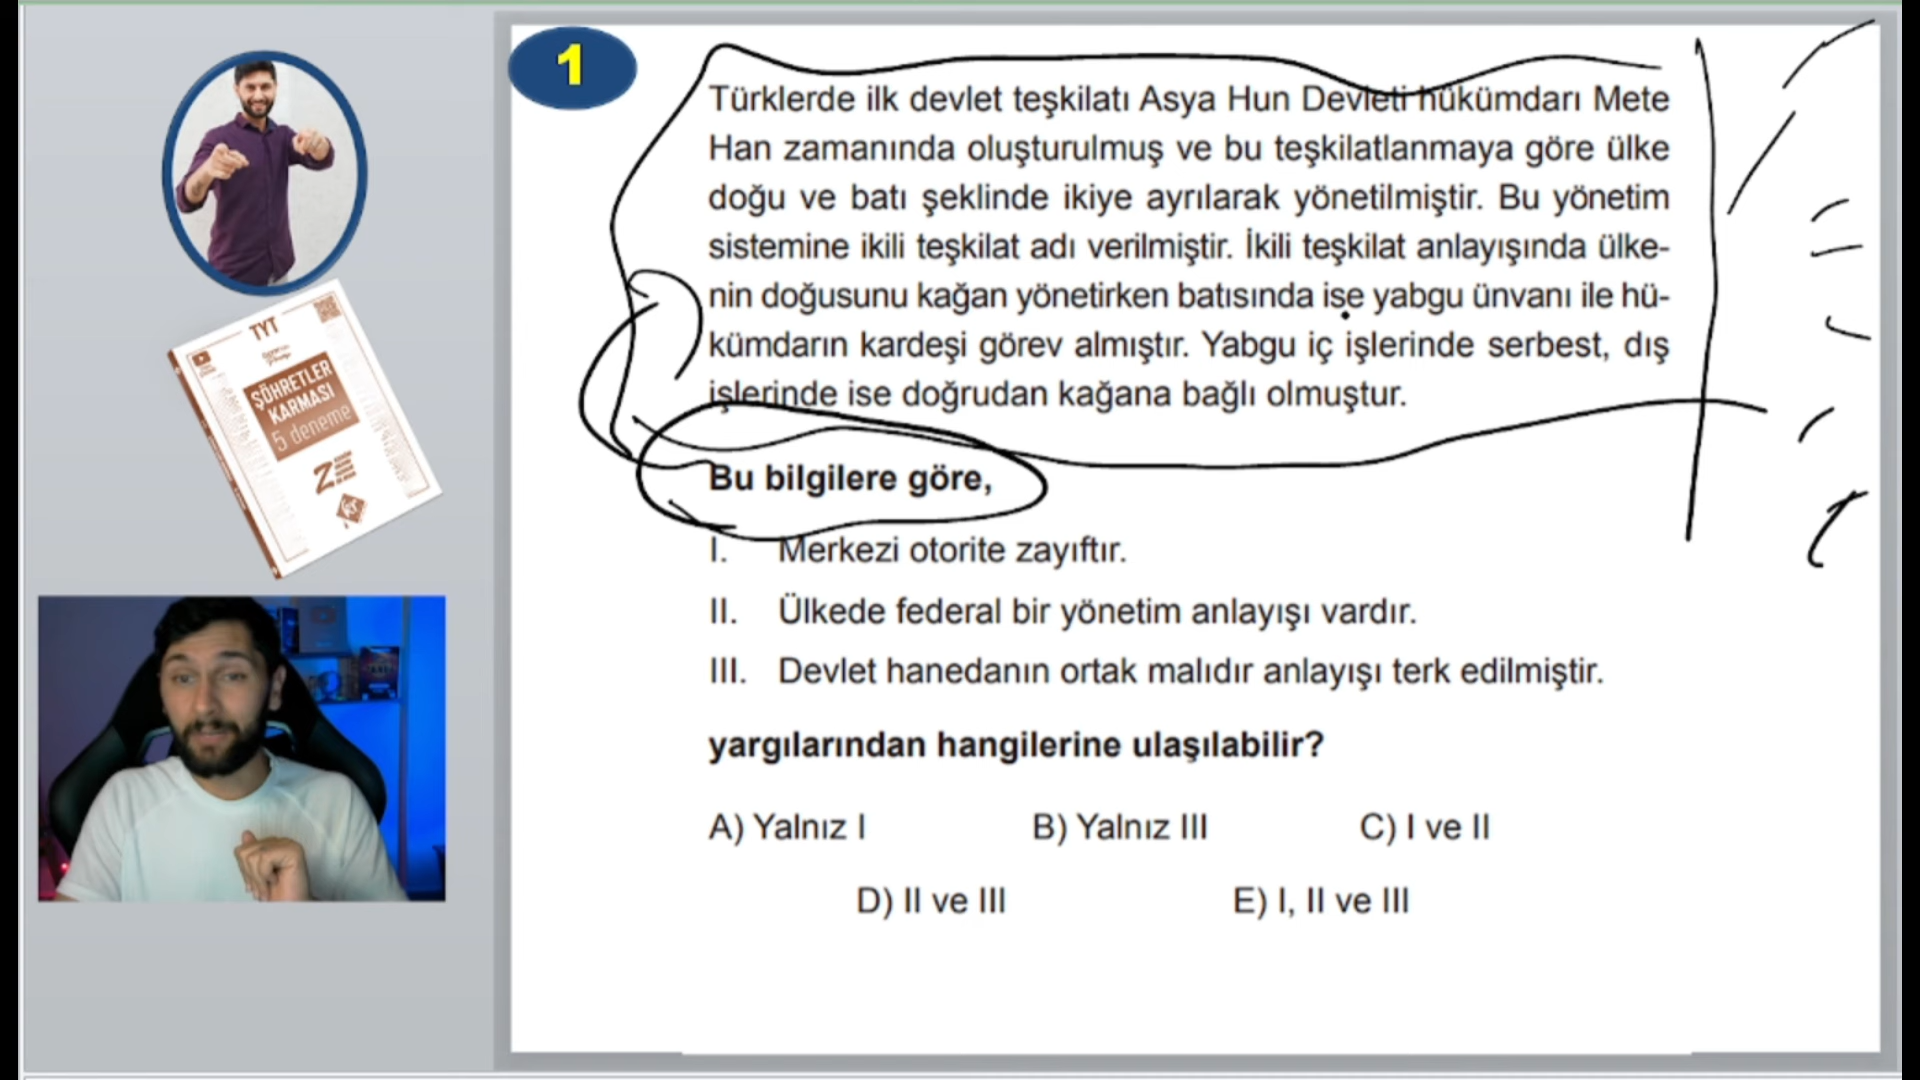 1
Türklerde ilk devlet teşkilatı Asya Hun Devleti hükümdarı Mete
Han zamanında oluşturulmuş ve bu teşkilatlanmaya göre ülke
doğu ve batı şeklinde ikiye ayrılarak yönetilmiştir. Bu yönetim
sistemine ikili teşkilat adı verilmiştir. İkili teşkilat anlayışında ülke-
nin doğusunu kağan yönetirken batısında ise yabgu ünvanı ile hü-
kümdarın kardeşi görev almıştır. Yabgu iç işlerinde serbest, dış
işlerinde ise doğrudan kağana bağlı olmuştur.
Bu bilgilere göre,
I. Merkezi otorite zayıftır.
II. Ülkede federal bir yönetim anlayışı vardır.
III. Devlet hanedanın ortak malıdır anlayışı terk edilmiştir.
yargılarından hangilerine ulaşılabilir?
A) Yalnız I B) Yalnız III C) I ve II
D) II ve III E) I, II ve III
TYT
ŞÖHRETLER
KARMASI
5 deneme